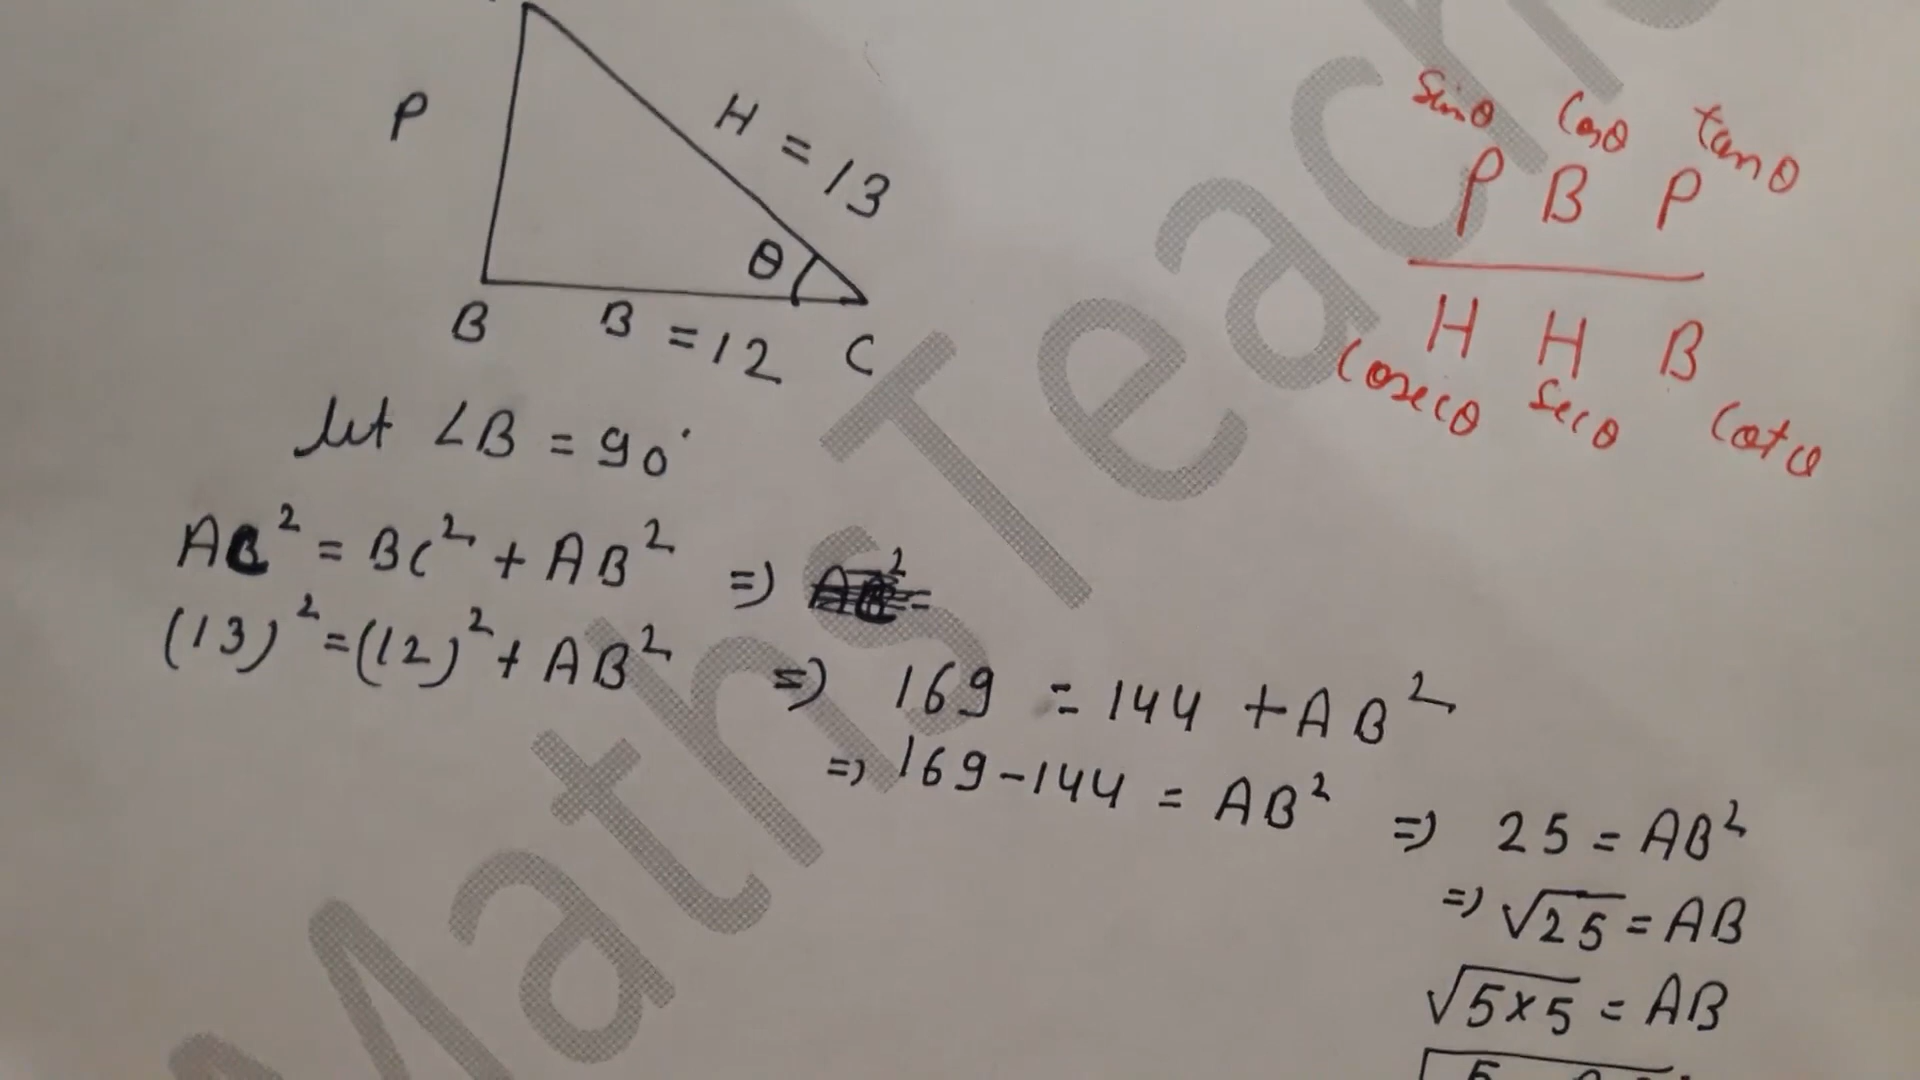 P
H = 13
θ
B
B = 12
C
sinθ cosθ tanθ
P B P
H H B
cosecθ secθ cotθ
let ∠B = 90°
AC² = BC² + AB² =>
(13)² = (12)² + AB² => 169 = 144 + AB²
=> 169 - 144 = AB² => 25 = AB²
=> √25 = AB
√5×5 = AB
Maths Teach